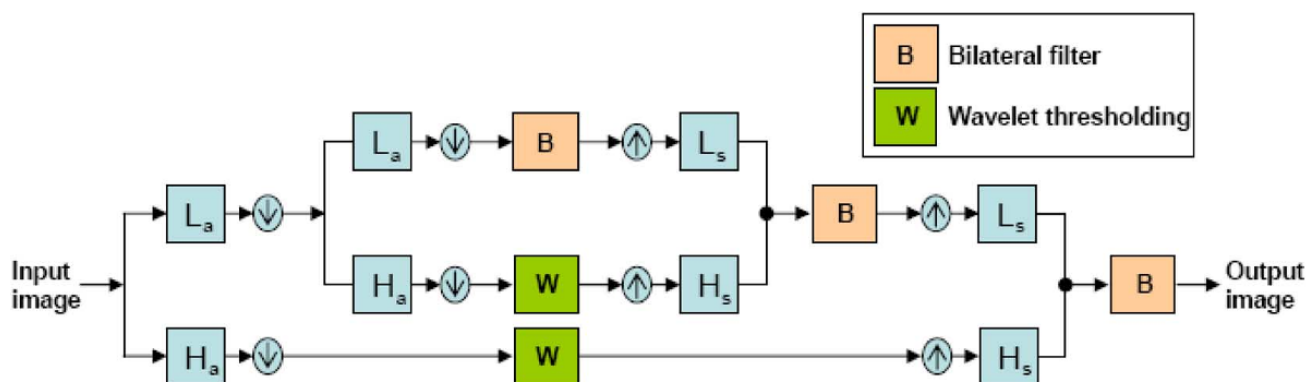 B Bilateral filter
W Wavelet thresholding
Lₐ B Lₛ
Lₐ B Lₛ
Input
image
Hₐ W Hₛ
B
Output
image
Hₐ W Hₛ